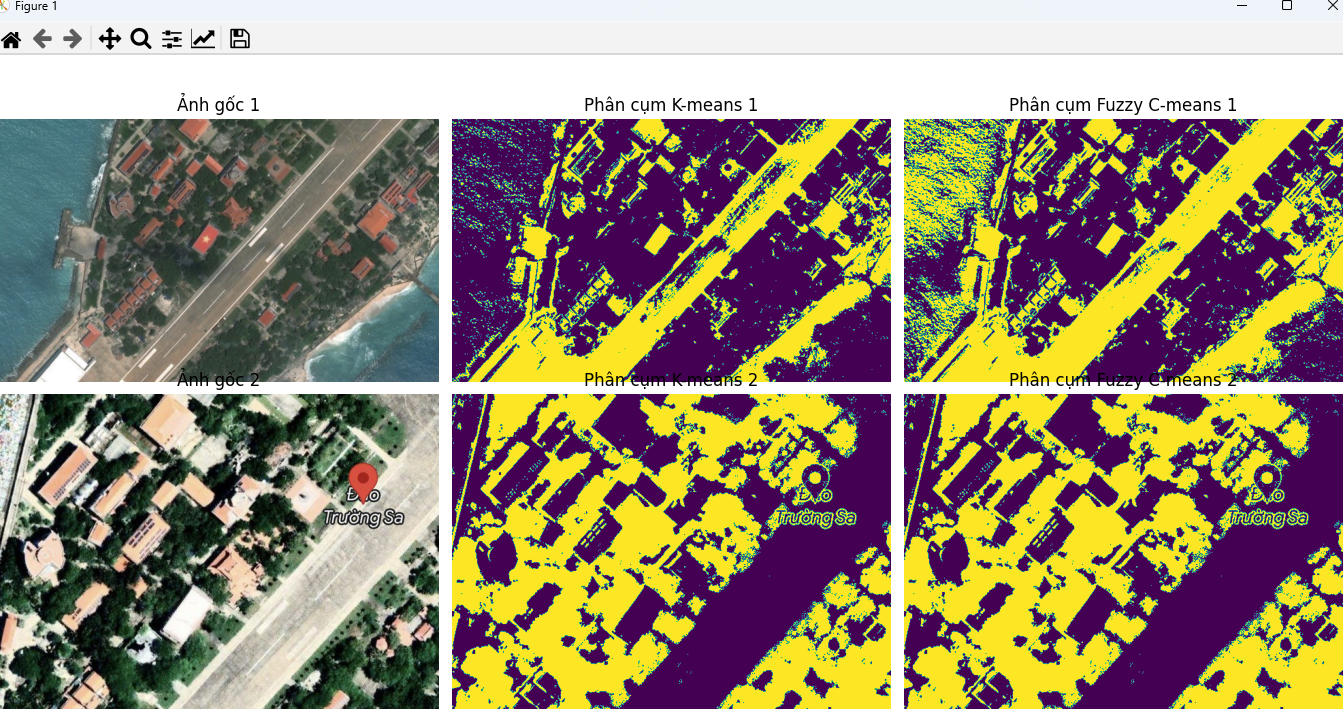 Figure 1
Ảnh gốc 1
Phân cụm K-means 1
Phân cụm Fuzzy C-means 1
Ảnh gốc 2
Phân cụm K-means 2
Phân cụm Fuzzy C-means 2
Đảo
Trường Sa
Đảo
Trường Sa
Đảo
Trường Sa